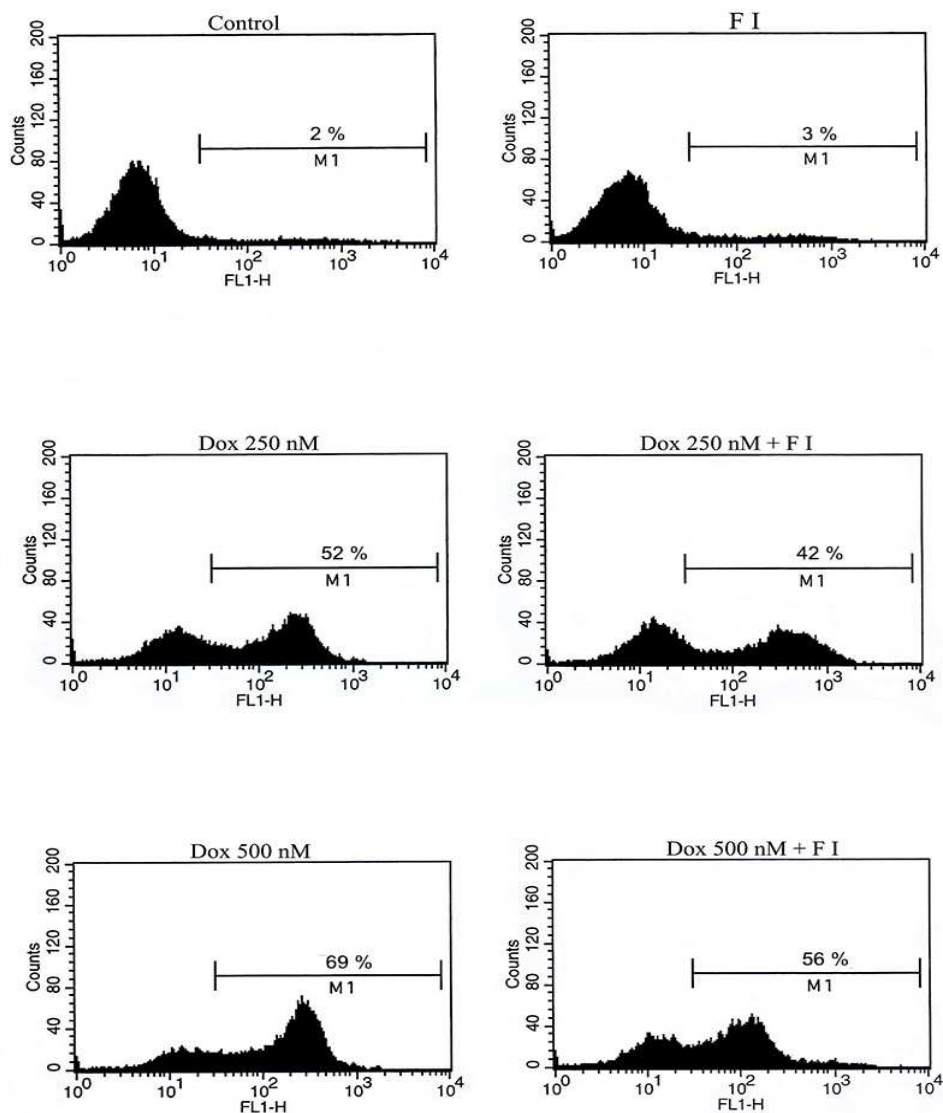 Control
200
160
120
80
40
0
Counts
2 %
M1
10^0 10^1 10^2 10^3 10^4
FL1-H
F I
200
160
120
80
40
0
Counts
3 %
M1
10^0 10^1 10^2 10^3 10^4
FL1-H
Dox 250 nM
200
160
120
80
40
0
Counts
52 %
M1
10^0 10^1 10^2 10^3 10^4
FL1-H
Dox 250 nM + F I
200
160
120
80
40
0
Counts
42 %
M1
10^0 10^1 10^2 10^3 10^4
FL1-H
Dox 500 nM
200
160
120
80
40
0
Counts
69 %
M1
10^0 10^1 10^2 10^3 10^4
FL1-H
Dox 500 nM + F I
200
160
120
80
40
0
Counts
56 %
M1
10^0 10^1 10^2 10^3 10^4
FL1-H